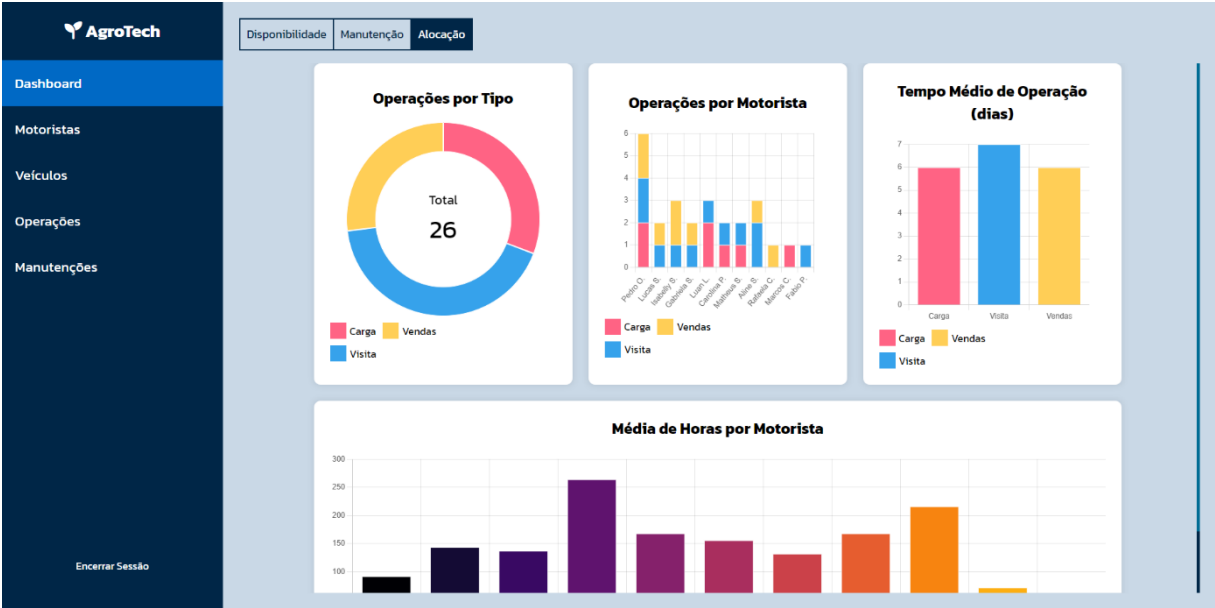 AgroTech
Dashboard
Motoristas
Veículos
Operações
Manutenções
Encerrar Sessão
Disponibilidade Manutenção Alocação
Operações por Tipo
Total
26
Carga Vendas
Visita
Operações por Motorista
6
5
4
3
2
1
0
Pedro O. Lucas S. Isabelly S. Gabriela S. Luan L. Carolina P. Matheus S. Aline S. Rafaela C. Marcos C. Fabio P.
Carga Vendas
Visita
Tempo Médio de Operação
(dias)
7
6
5
4
3
2
1
0
Carga Visita Vendas
Carga Vendas
Visita
Média de Horas por Motorista
300
250
200
150
100